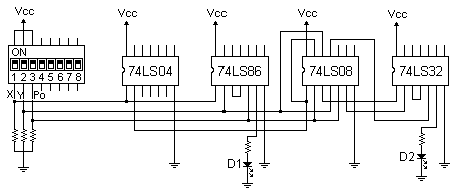 Vcc Vcc Vcc Vcc Vcc
ON
1 2 3 4 5 6 7 8
74LS04 74LS86 74LS08 74LS32
X Y Po
D1 D2